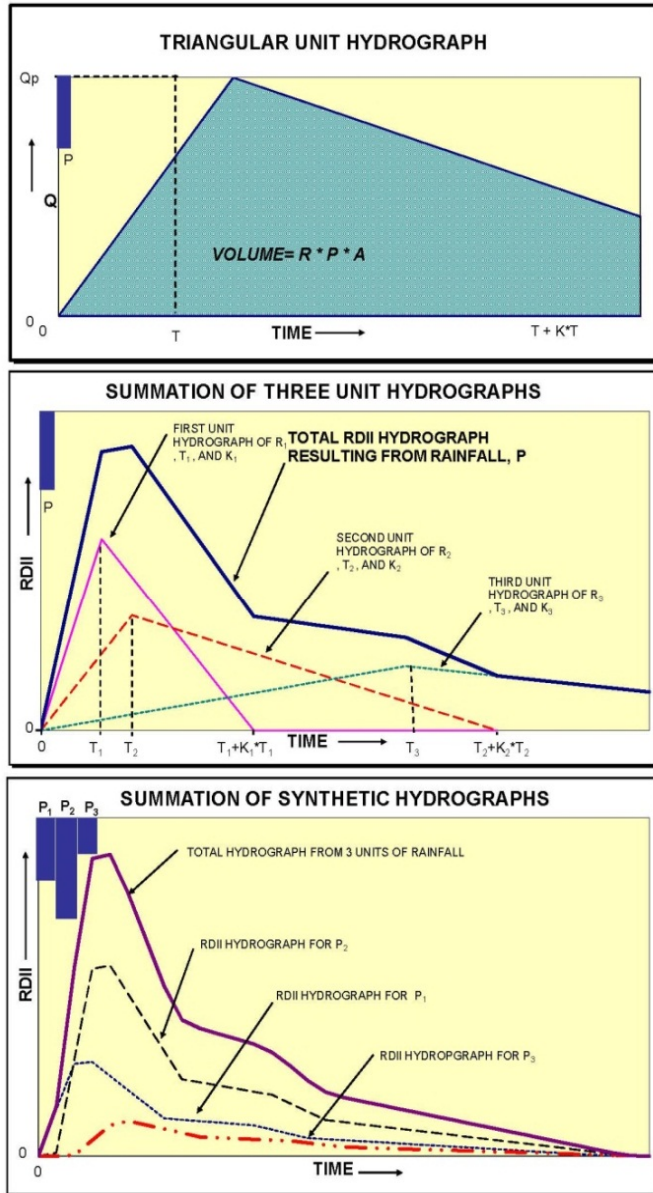 TRIANGULAR UNIT HYDROGRAPH
Qp
P
Q
VOLUME= R * P * A
0
0
T
TIME
T + K*T
SUMMATION OF THREE UNIT HYDROGRAPHS
FIRST UNIT
HYDROGRAPH OF R₁
, T₁, AND K₁
TOTAL RDII HYDROGRAPH
RESULTING FROM RAINFALL, P
P
SECOND UNIT
HYDROGRAPH OF R₂
, T₂, AND K₂
THIRD UNIT
HYDROGRAPH OF R₃
, T₃, AND K₃
RDII
0
0
T₁
T₂
T₁+K₁*T₁
TIME
T₃
T₂+K₂*T₂
SUMMATION OF SYNTHETIC HYDROGRAPHS
P₁
P₂
P₃
TOTAL HYDROGRAPH FROM 3 UNITS OF RAINFALL
RDII HYDROGRAPH FOR P₂
RDII HYDROGRAPH FOR P₁
RDII HYDROPGRAPH FOR P₃
RDII
0
0
TIME